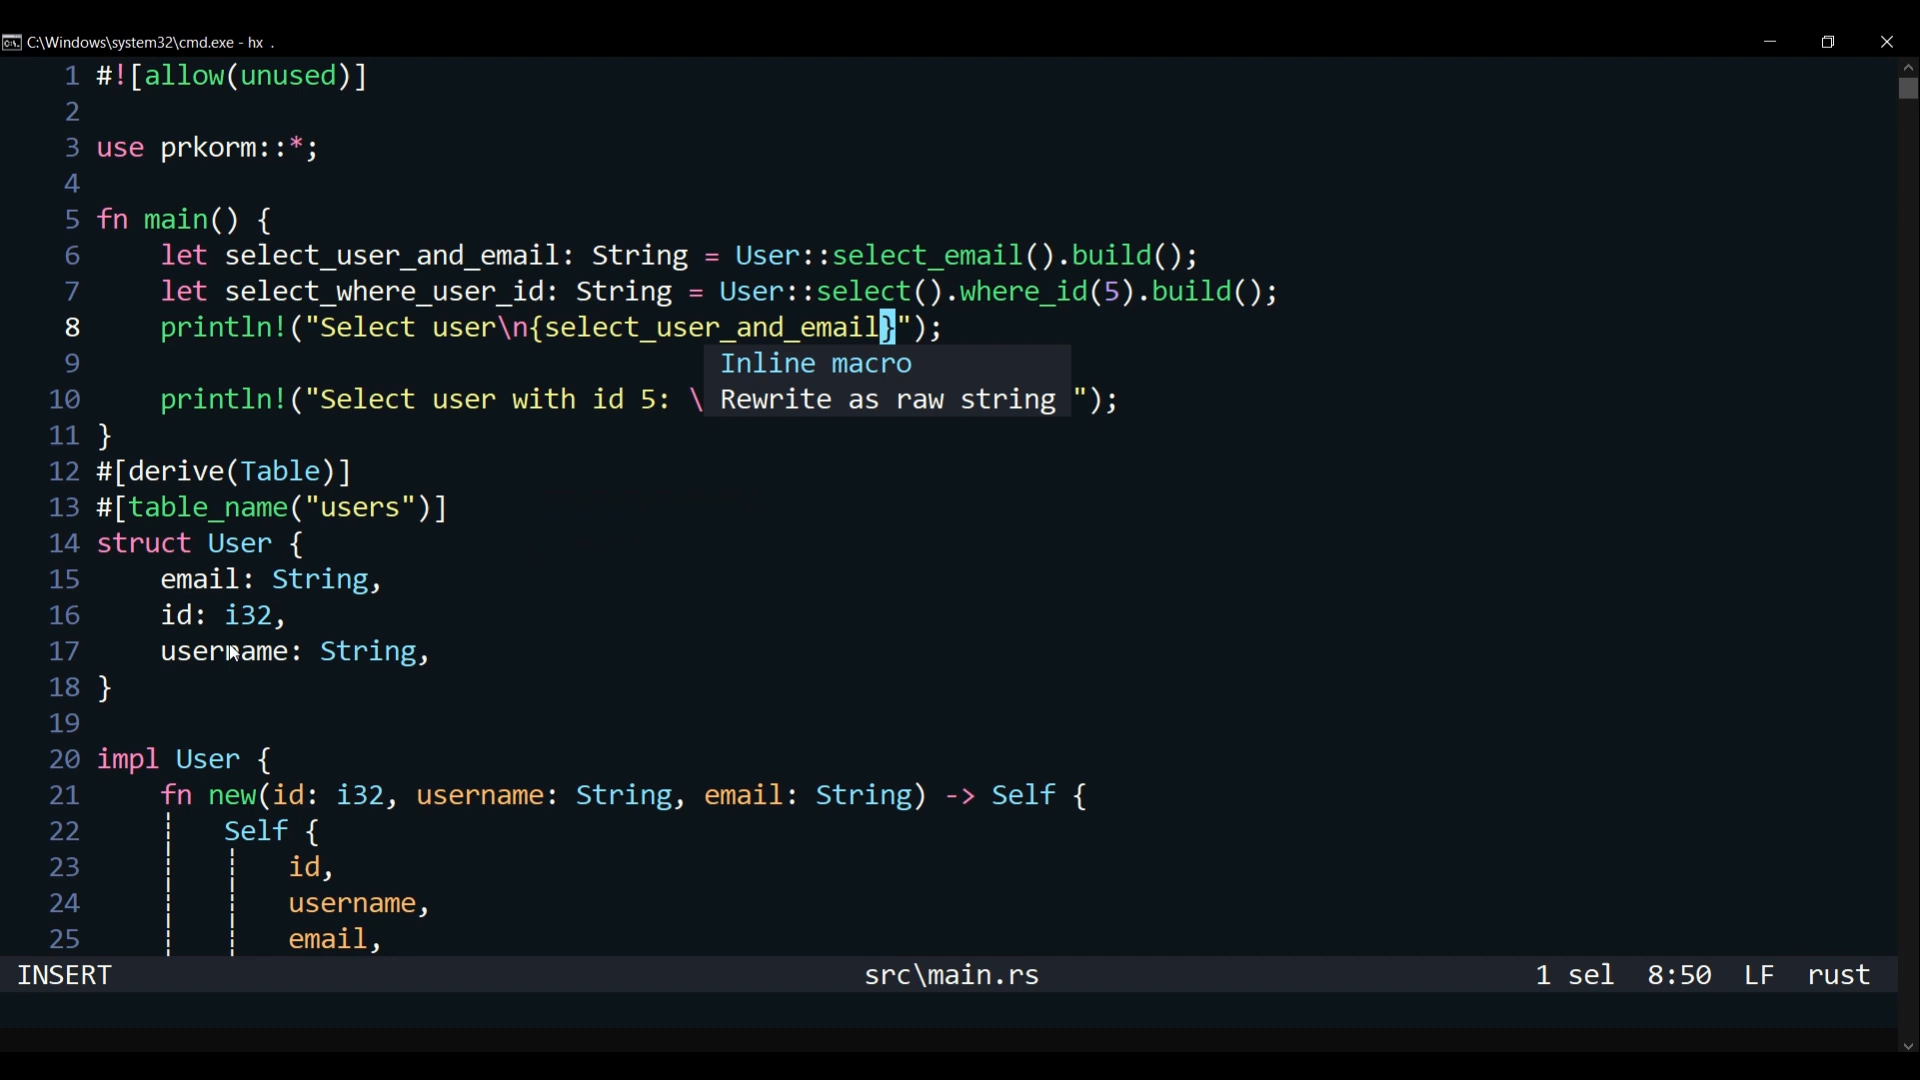 C:\Windows\system32\cmd.exe - hx .
1 #![allow(unused)]
2
3 use prkorm::*;
4
5 fn main() {
6     let select_user_and_email: String = User::select_email().build();
7     let select_where_user_id: String = User::select().where_id(5).build();
8     println!("Select user\n{select_user_and_email}");
9     Inline macro
10     println!("Select user with id 5: \ Rewrite as raw string ");
11 }
12 #[derive(Table)]
13 #[table_name("users")]
14 struct User {
15     email: String,
16     id: i32,
17     username: String,
18 }
19
20 impl User {
21     fn new(id: i32, username: String, email: String) -> Self {
22         Self {
23             id,
24             username,
25             email,
INSERT src\main.rs 1 sel 8:50 LF rust